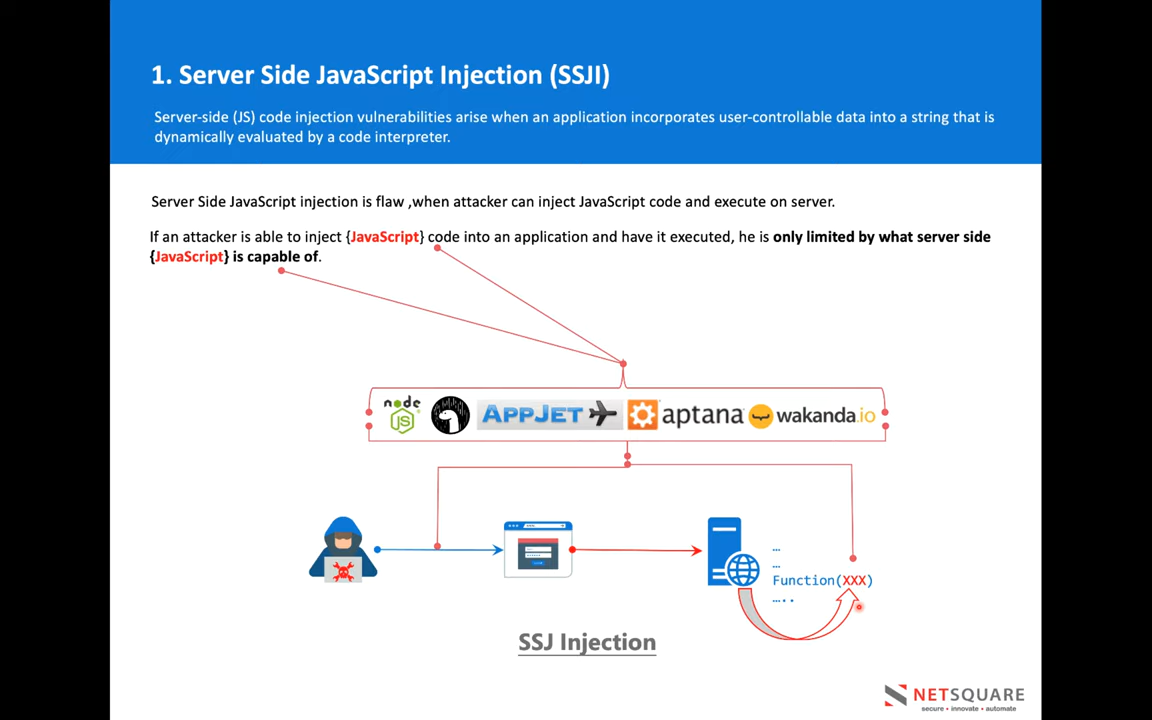 1. Server Side JavaScript Injection (SSJI)
Server-side (JS) code injection vulnerabilities arise when an application incorporates user-controllable data into a string that is
dynamically evaluated by a code interpreter.
Server Side JavaScript injection is flaw ,when attacker can inject JavaScript code and execute on server.
If an attacker is able to inject {JavaScript} code into an application and have it executed, he is only limited by what server side
{JavaScript} is capable of.
node JS APPJET aptana wakanda.io
...
...
Function(XXX)
.....
SSJ Injection
NETSQUARE
secure • innovate • automate